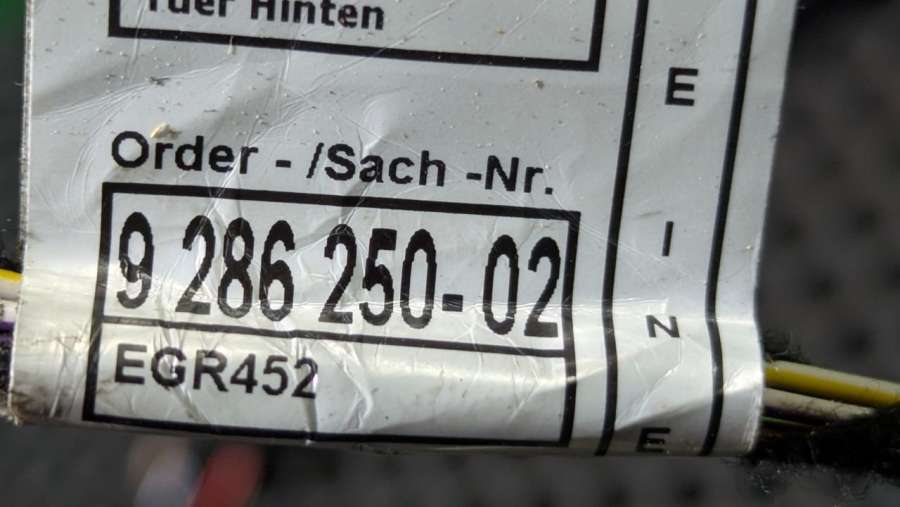 Tuer Hinten
Order - /Sach -Nr.
9 286 250-02
EGR452
E
I
N
E